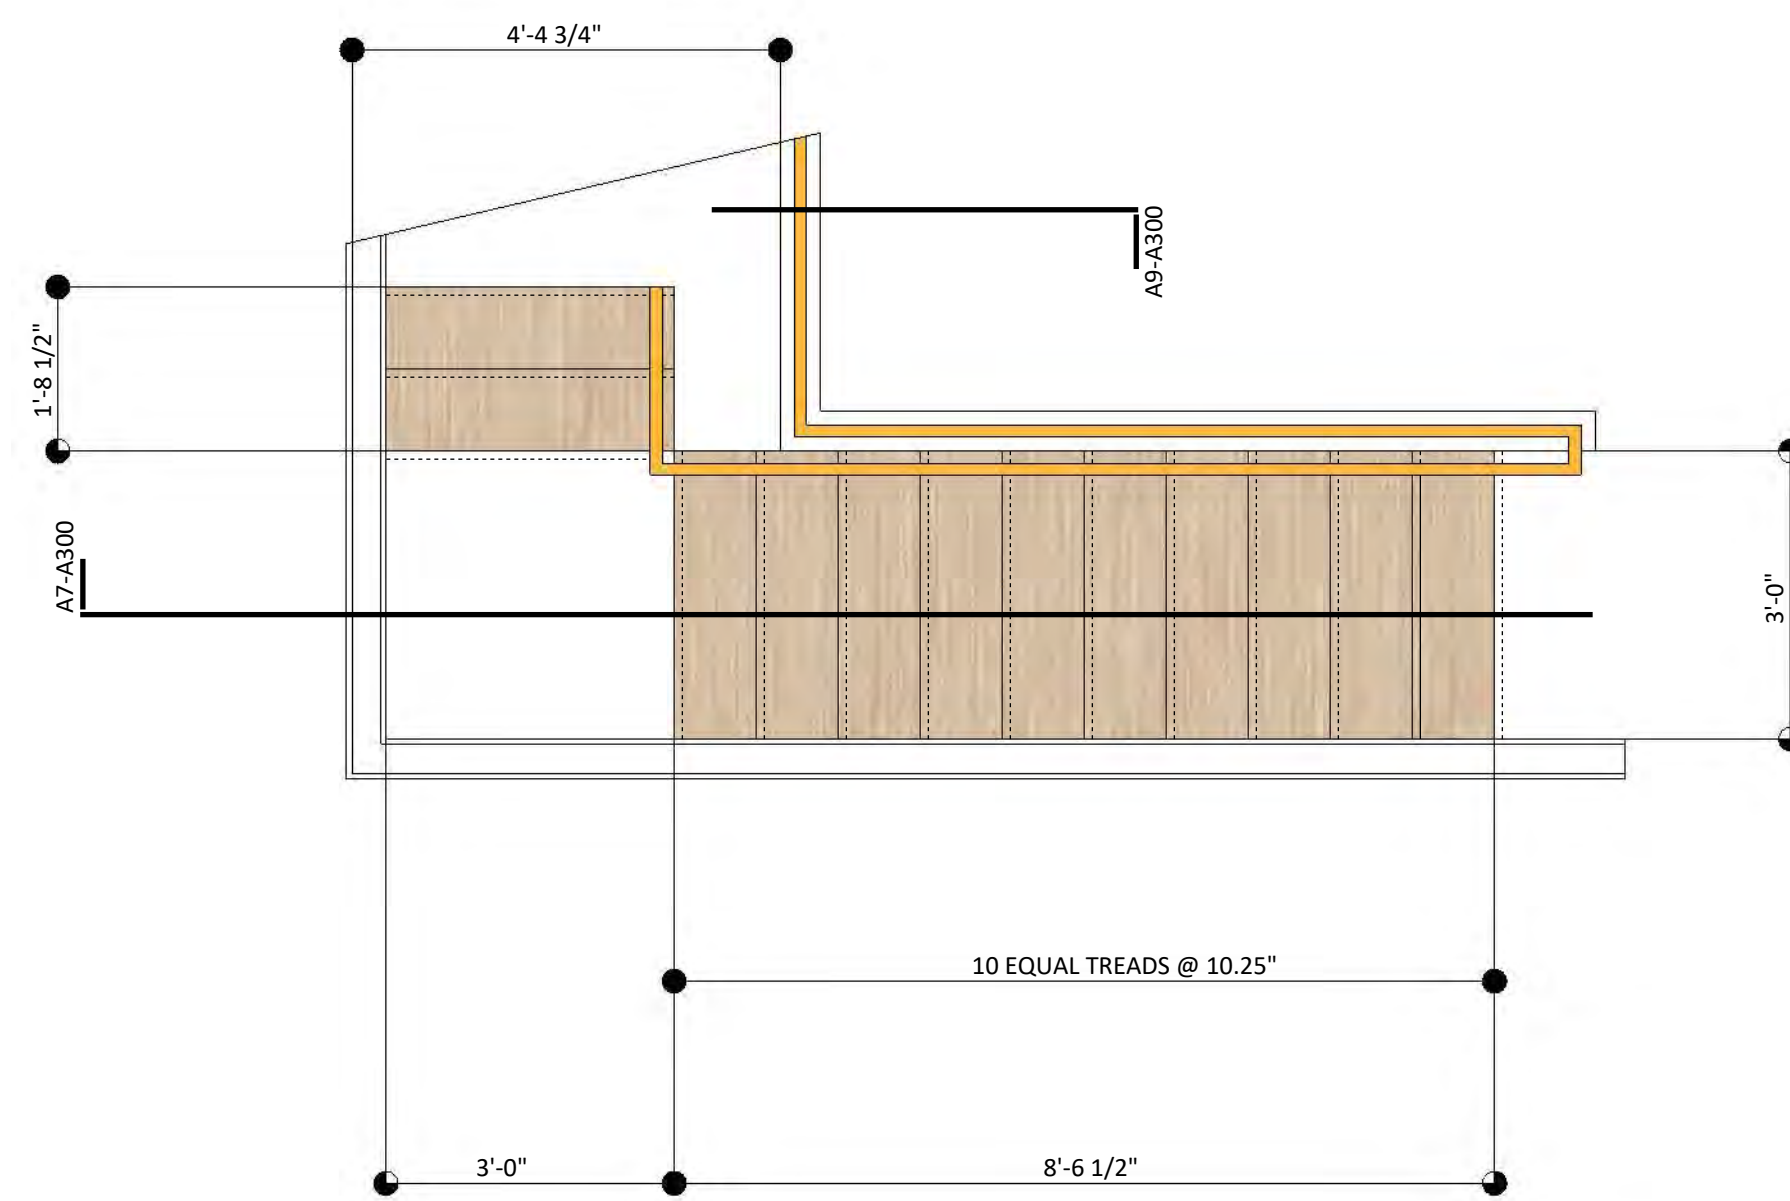 4'-4 3/4"
A9-A300
1'-8 1/2"
A7-A300
3'-0"
10 EQUAL TREADS @ 10.25"
3'-0"
8'-6 1/2"